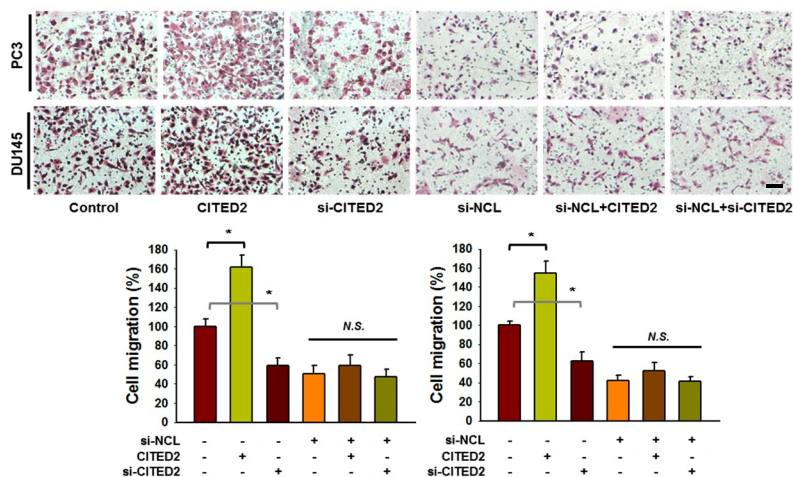 PC3
DU145
Control CITED2 si-CITED2 si-NCL si-NCL+CITED2 si-NCL+si-CITED2
Cell migration (%)
180
160
140
120
100
80
60
40
20
0
*
*
N.S.
si-NCL - - - + + +
CITED2 - + - - + -
si-CITED2 - - + - - +
Cell migration (%)
180
160
140
120
100
80
60
40
20
0
*
*
N.S.
si-NCL - - - + + +
CITED2 - + - - + -
si-CITED2 - - + - - +